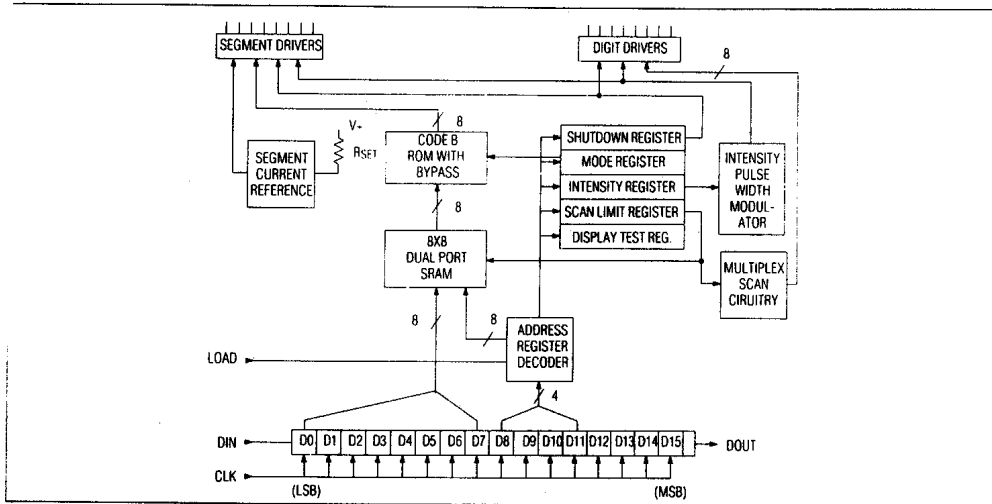 SEGMENT DRIVERS
DIGIT DRIVERS
8
V+
RSET
8
SEGMENT
CURRENT
REFERENCE
CODE B
ROM WITH
BYPASS
SHUTDOWN REGISTER
MODE REGISTER
INTENSITY REGISTER
SCAN LIMIT REGISTER
DISPLAY TEST REG.
INTENSITY
PULSE
WIDTH
MODUL-
ATOR
8
8X8
DUAL PORT
SRAM
MULTIPLEX
SCAN
CIRUITRY
8
8
ADDRESS
REGISTER
DECODER
LOAD
4
DIN
D0 D1 D2 D3 D4 D5 D6 D7 D8 D9 D10 D11 D12 D13 D14 D15
DOUT
CLK
(LSB)
(MSB)